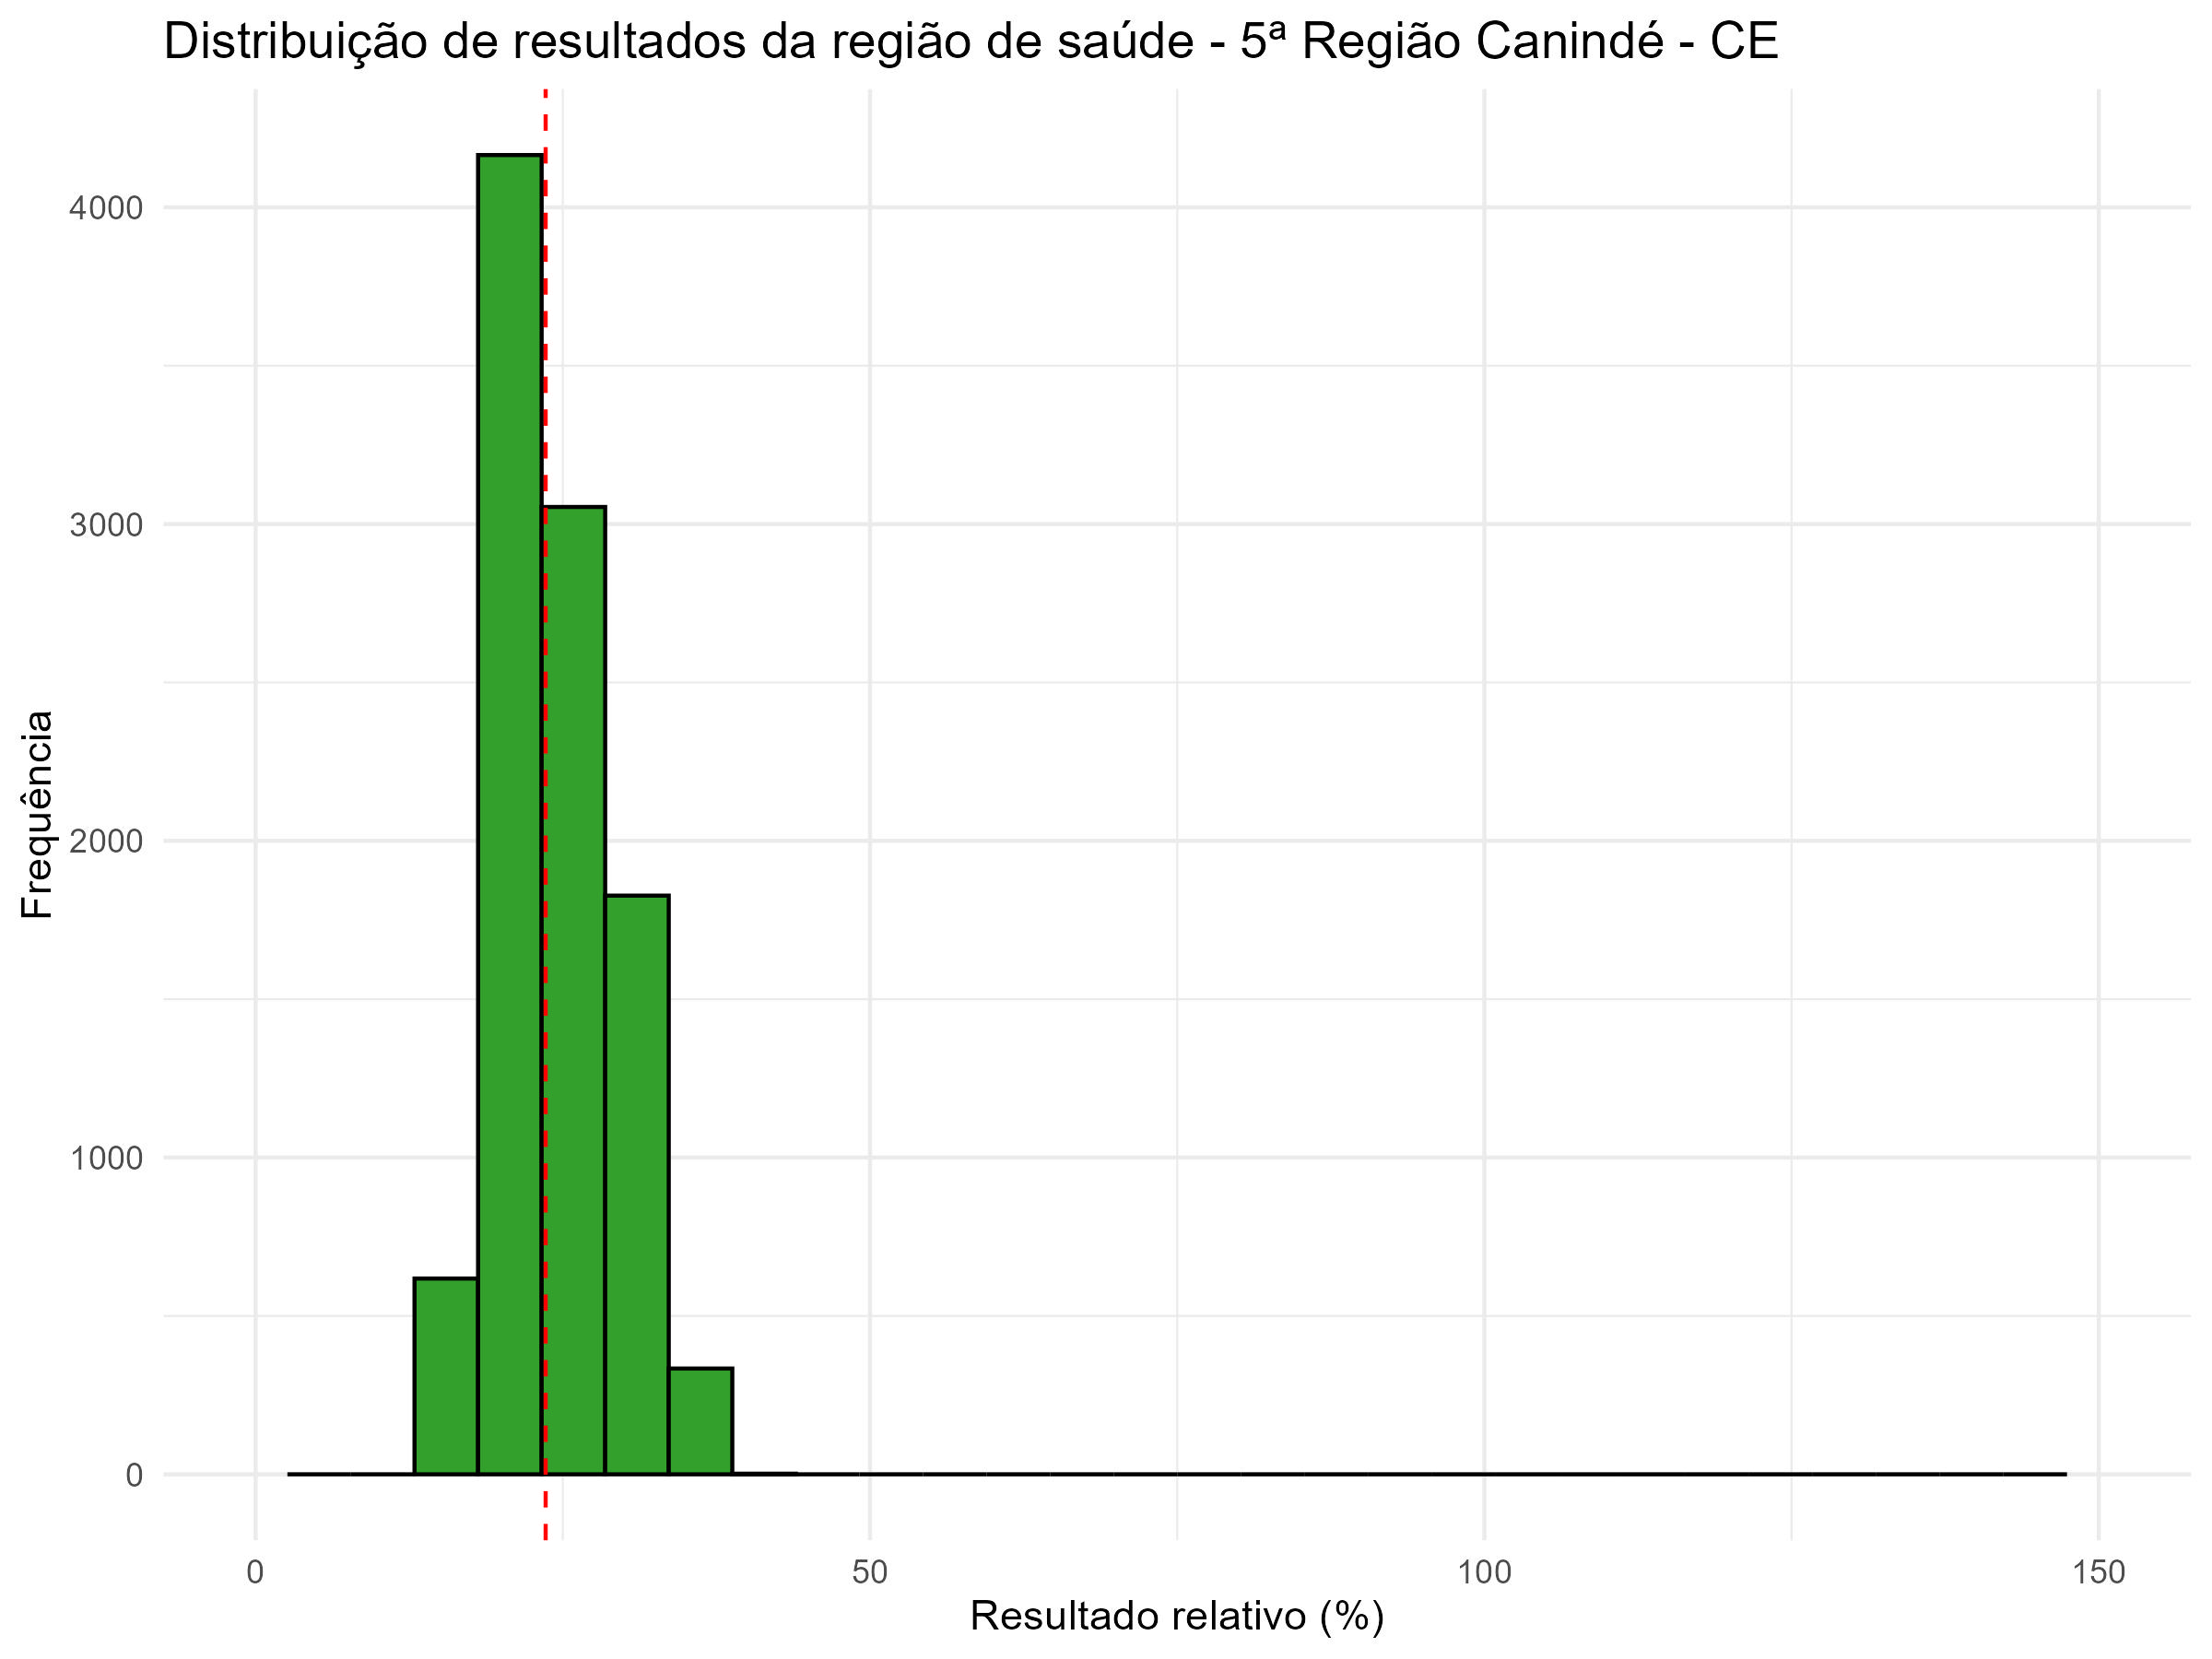 Distribuição de resultados da região de saúde - 5ª Região Canindé - CE
Frequência
4000
3000
2000
1000
0
0 50 100 150
Resultado relativo (%)